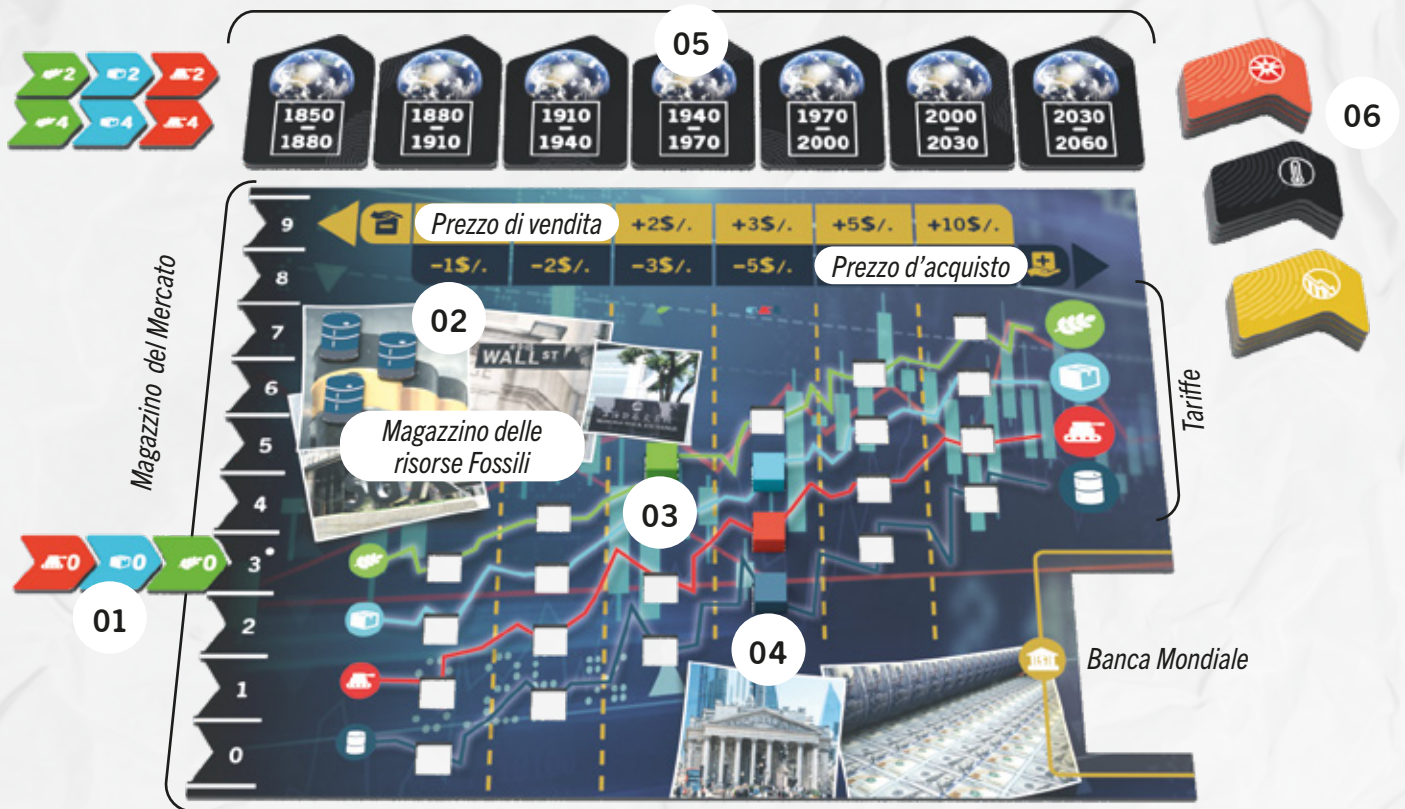 05
2 2 2
4 4 4
1850
–
1880
1880
–
1910
1910
–
1940
1940
–
1970
1970
–
2000
2000
–
2030
2030
–
2060
06
Magazzino del Mercato
9
8
7
6
5
4
3
2
1
0
Prezzo di vendita
+2$/. +3$/. +5$/. +10$/.
-1$/. -2$/. -3$/. -5$/.
Prezzo d'acquisto
02
WALL ST
Magazzino delle
risorse Fossili
Tariffe
03
0 0 0
01
04
Banca Mondiale